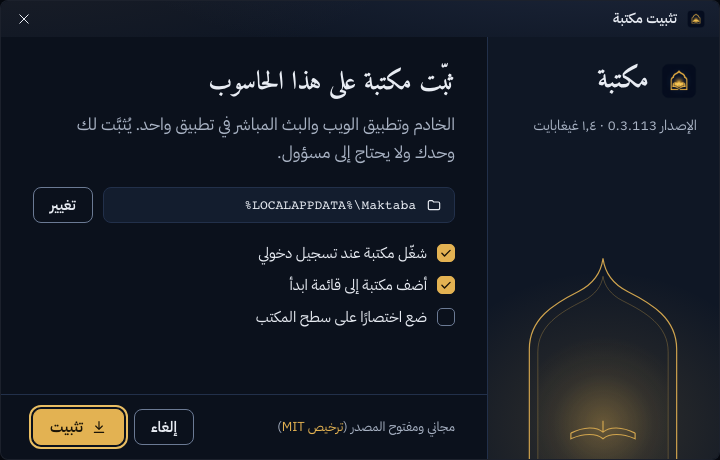 تثبيت مكتبة
مكتبة
الإصدار 0.3.113 · ١,٤ غيغابايت
ثبّت مكتبة على هذا الحاسوب
الخادم وتطبيق الويب والبث المباشر في تطبيق واحد. يُثبَّت لك
وحدك ولا يحتاج إلى مسؤول.
%LOCALAPPDATA%\Maktaba
تغيير
شغّل مكتبة عند تسجيل دخولي
أضف مكتبة إلى قائمة ابدأ
ضع اختصارًا على سطح المكتب
مجاني ومفتوح المصدر (ترخيص MIT)
إلغاء
تثبيت